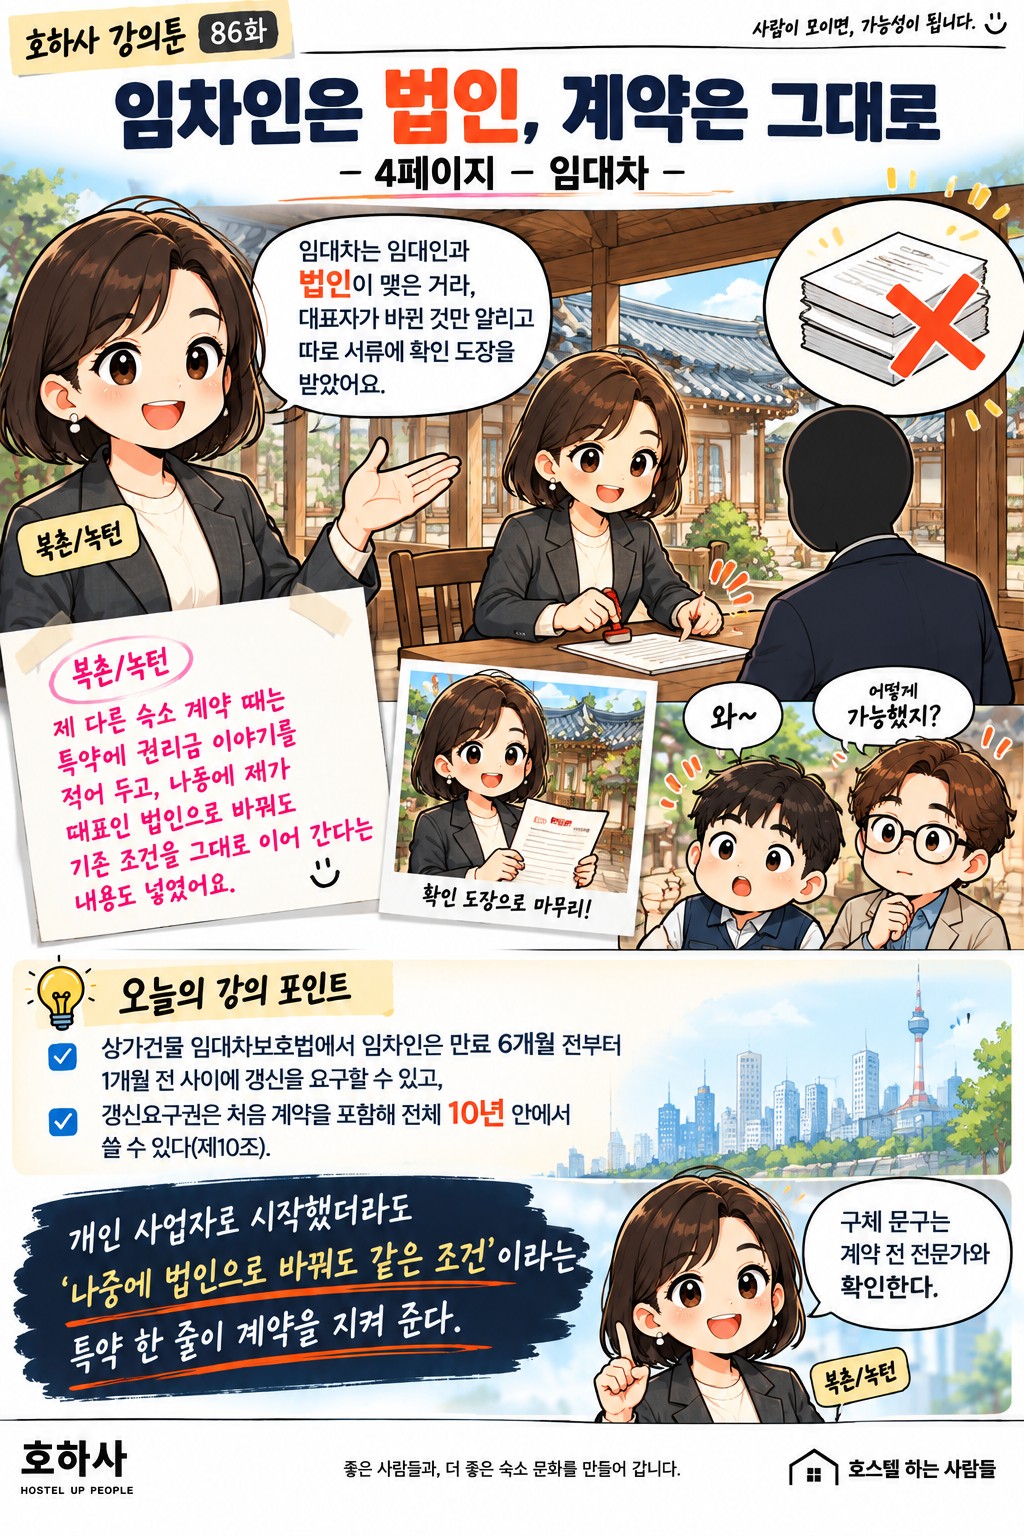 호하사 강의툰 86화
사람이 모이면, 가능성이 됩니다.
임차인은 법인, 계약은 그대로
– 4페이지 – 임대차 –
임대차는 임대인과
법인이 맺은 거라,
대표자가 바뀐 것만 알리고
따로 서류에 확인 도장을
받았어요.
북촌/녹턴
북촌/녹턴
제 다른 숙소 계약 때는
특약에 권리금 이야기를
적어 두고, 나동에 제가
대표인 법인으로 바꿔도
기존 조건을 그대로 이어 간다는
내용도 넣였어요.
확인 도장으로 마무리!
와~
어떻게
가능했지?
오늘의 강의 포인트
상가건물 임대차보호법에서 임차인은 만료 6개월 전부터
1개월 전 사이에 갱신을 요구할 수 있고,
갱신요구권은 처음 계약을 포함해 전체 10년 안에서
쓸 수 있다(제10조).
개인 사업자로 시작했더라도
'나중에 법인으로 바꿔도 같은 조건'이라는
특약 한 줄이 계약을 지켜 준다.
구체 문구는
계약 전 전문가와
확인한다.
북촌/녹턴
호하사
HOSTEL UP PEOPLE
좋은 사람들과, 더 좋은 숙소 문화를 만들어 갑니다.
호스텔 하는 사람들